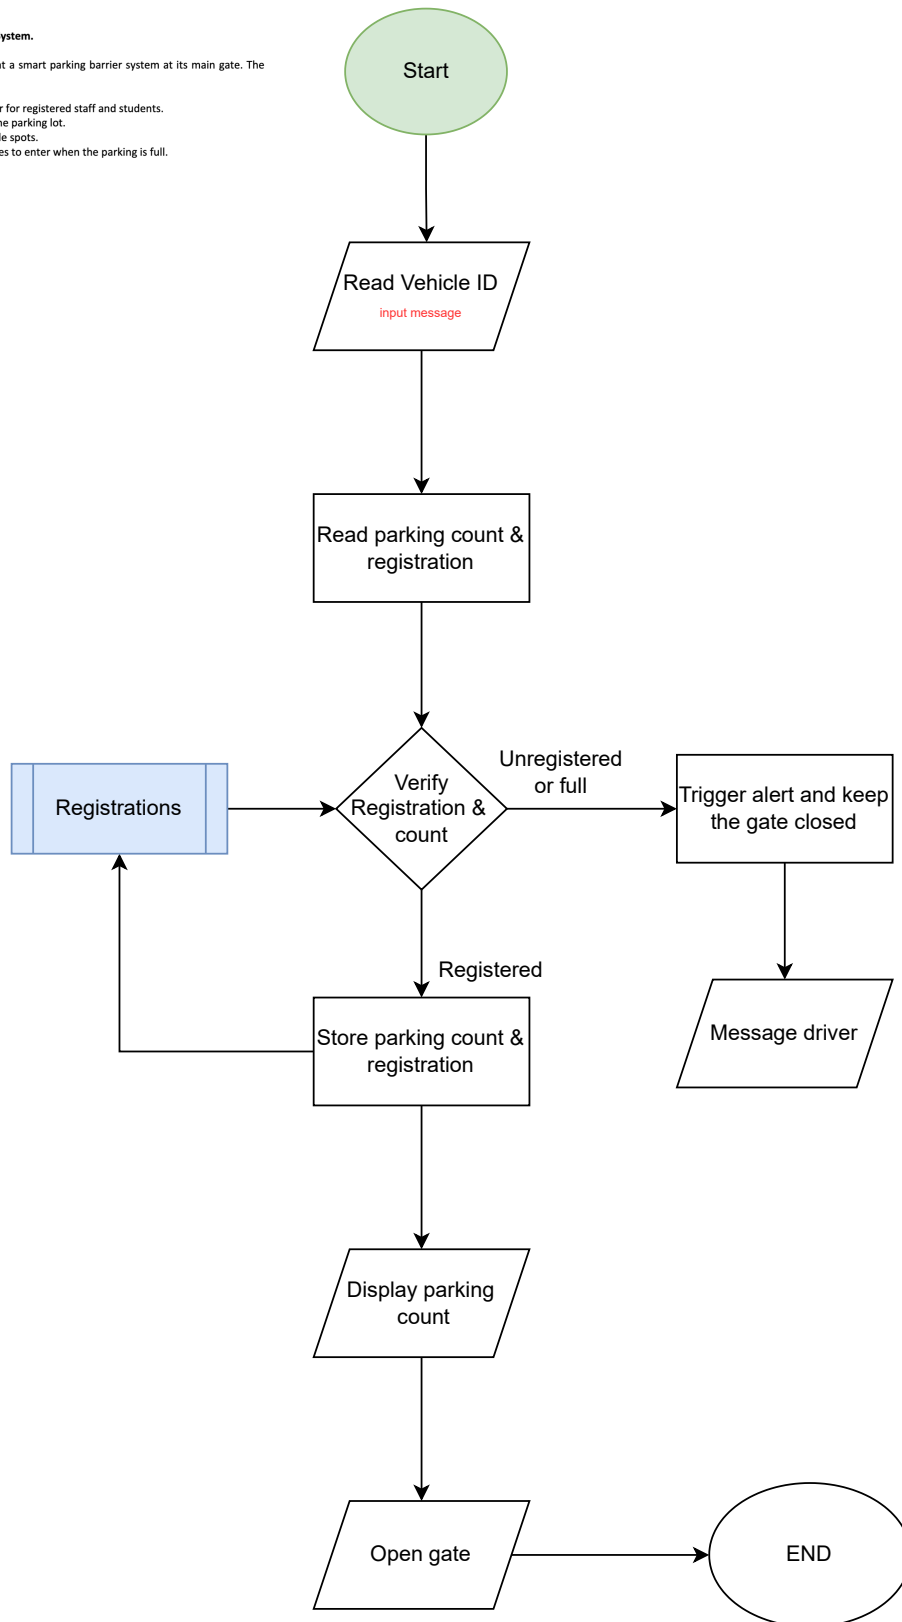 ystem.
t a smart parking barrier system at its main gate. The
r for registered staff and students.
he parking lot.
le spots.
es to enter when the parking is full.
Start
Read Vehicle ID
input message
Read parking count &
registration
Registrations
Verify
Registration &
count
Unregistered
or full
Trigger alert and keep
the gate closed
Registered
Store parking count &
registration
Message driver
Display parking
count
Open gate
END